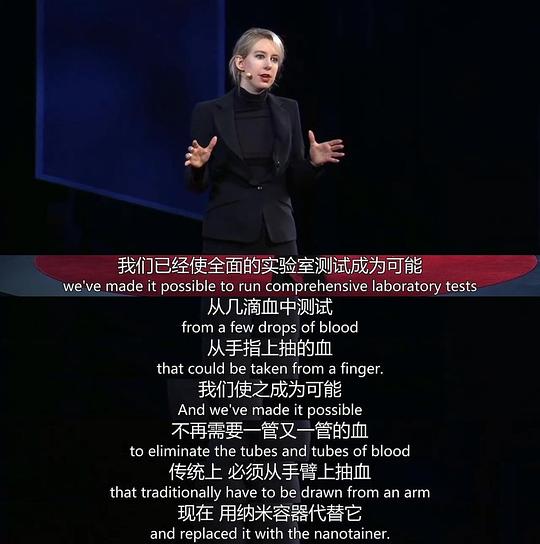 我们已经使全面的实验室测试成为可能
we've made it possible to run comprehensive laboratory tests
从几滴血中测试
from a few drops of blood
从手指上抽的血
that could be taken from a finger.
我们使之成为可能
And we've made it possible
不再需要一管又一管的血
to eliminate the tubes and tubes of blood
传统上 必须从手臂上抽血
that traditionally have to be drawn from an arm
现在 用纳米容器代替它
and replaced it with the nanotainer.